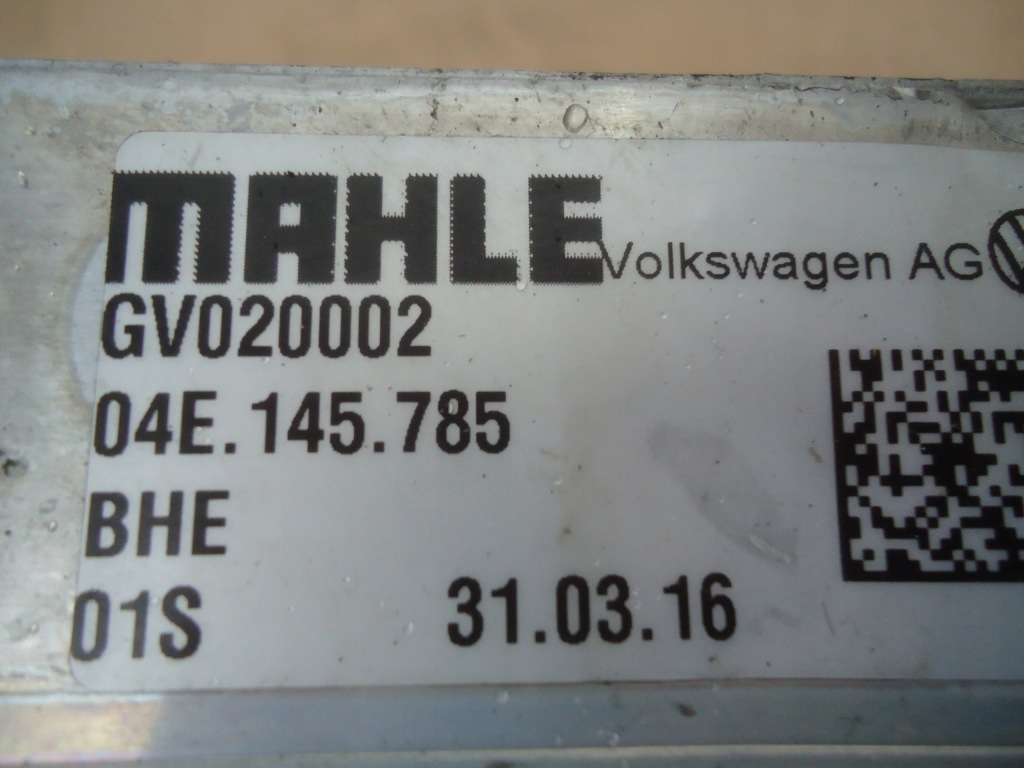 MAHLE Volkswagen AG
GV020002
04E.145.785
BHE
01S 31.03.16